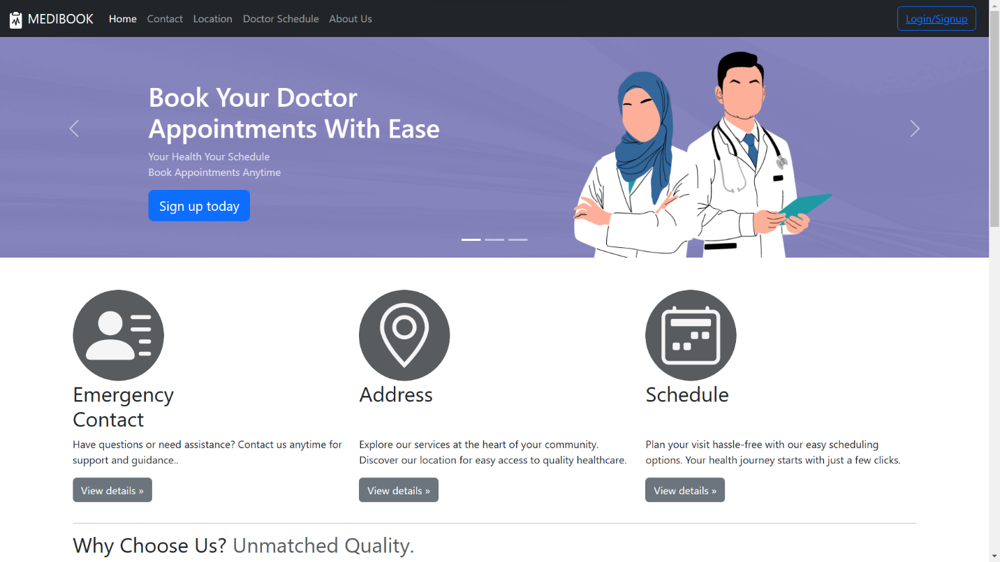 MEDIBOOK Home Contact Location Doctor Schedule About Us Login/Signup
Book Your Doctor
Appointments With Ease
Your Health Your Schedule
Book Appointments Anytime
Sign up today
Emergency
Contact
Have questions or need assistance? Contact us anytime for
support and guidance..
View details »
Address
Explore our services at the heart of your community.
Discover our location for easy access to quality healthcare.
View details »
Schedule
Plan your visit hassle-free with our easy scheduling
options. Your health journey starts with just a few clicks.
View details »
Why Choose Us? Unmatched Quality.